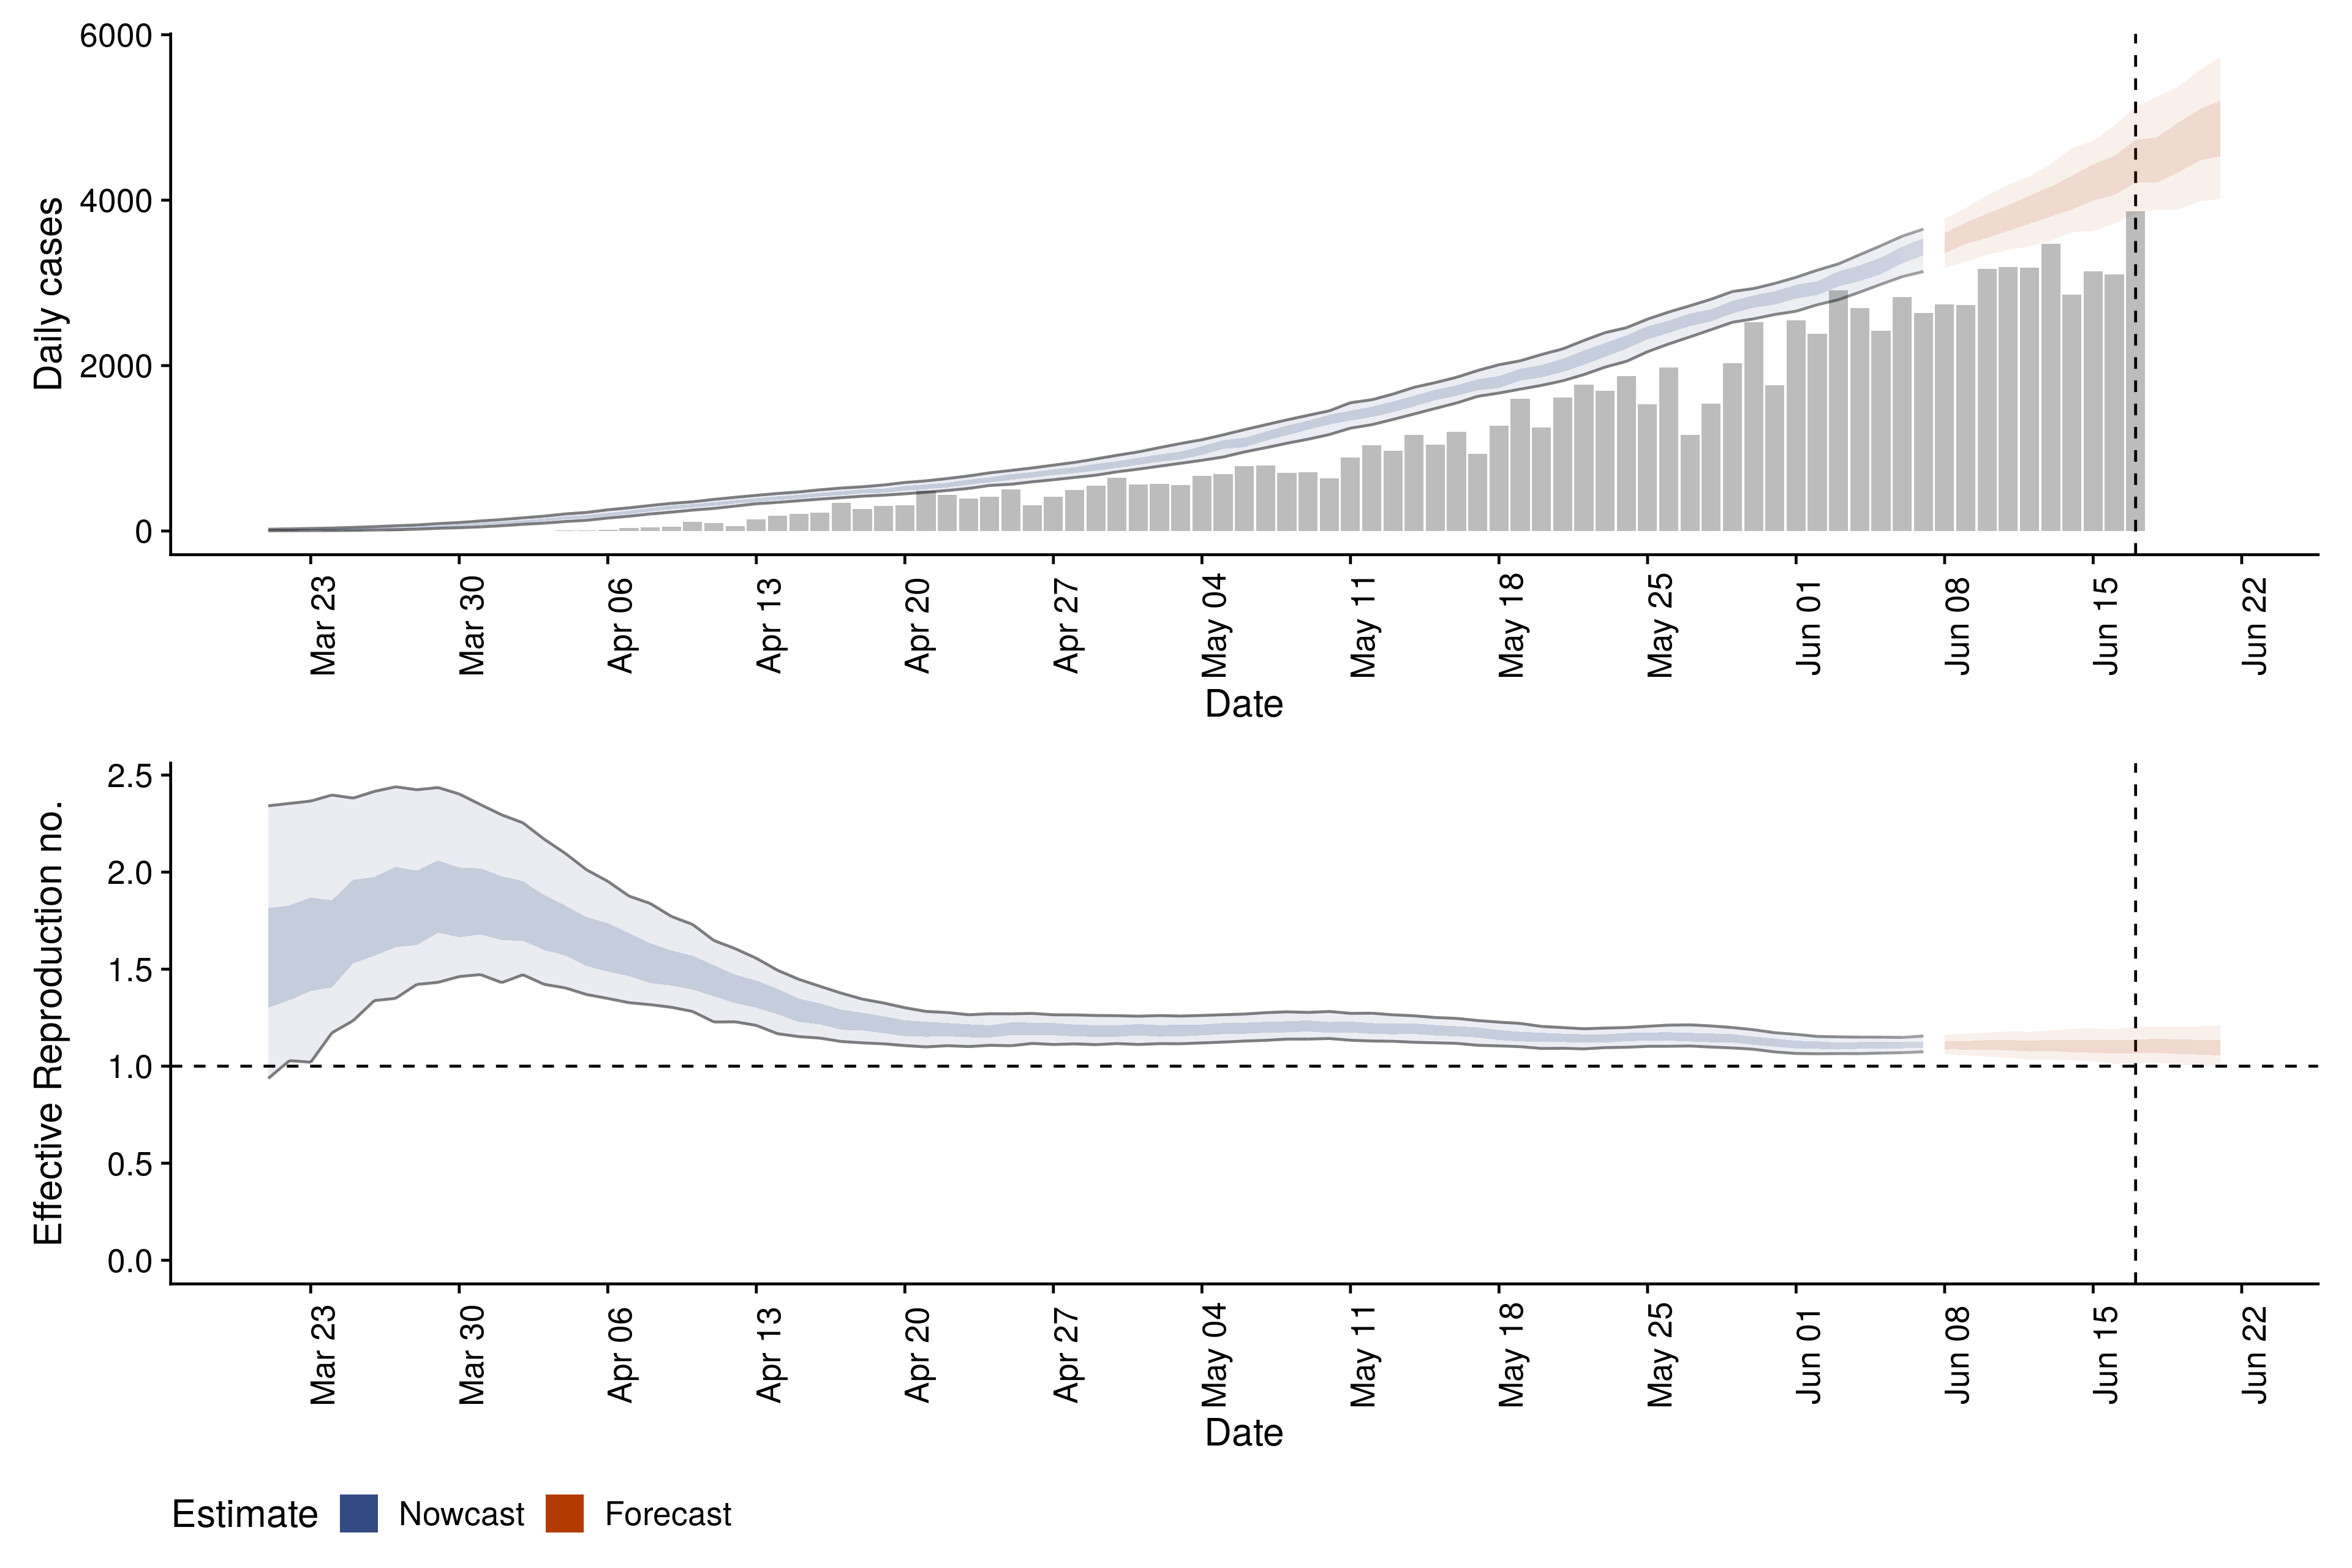 Daily cases
6000
4000
2000
0
Mar 23
Mar 30
Apr 06
Apr 13
Apr 20
Apr 27
May 04
May 11
May 18
May 25
Jun 01
Jun 08
Jun 15
Jun 22
Date
Effective Reproduction no.
2.5
2.0
1.5
1.0
0.5
0.0
Mar 23
Mar 30
Apr 06
Apr 13
Apr 20
Apr 27
May 04
May 11
May 18
May 25
Jun 01
Jun 08
Jun 15
Jun 22
Date
Estimate Nowcast Forecast